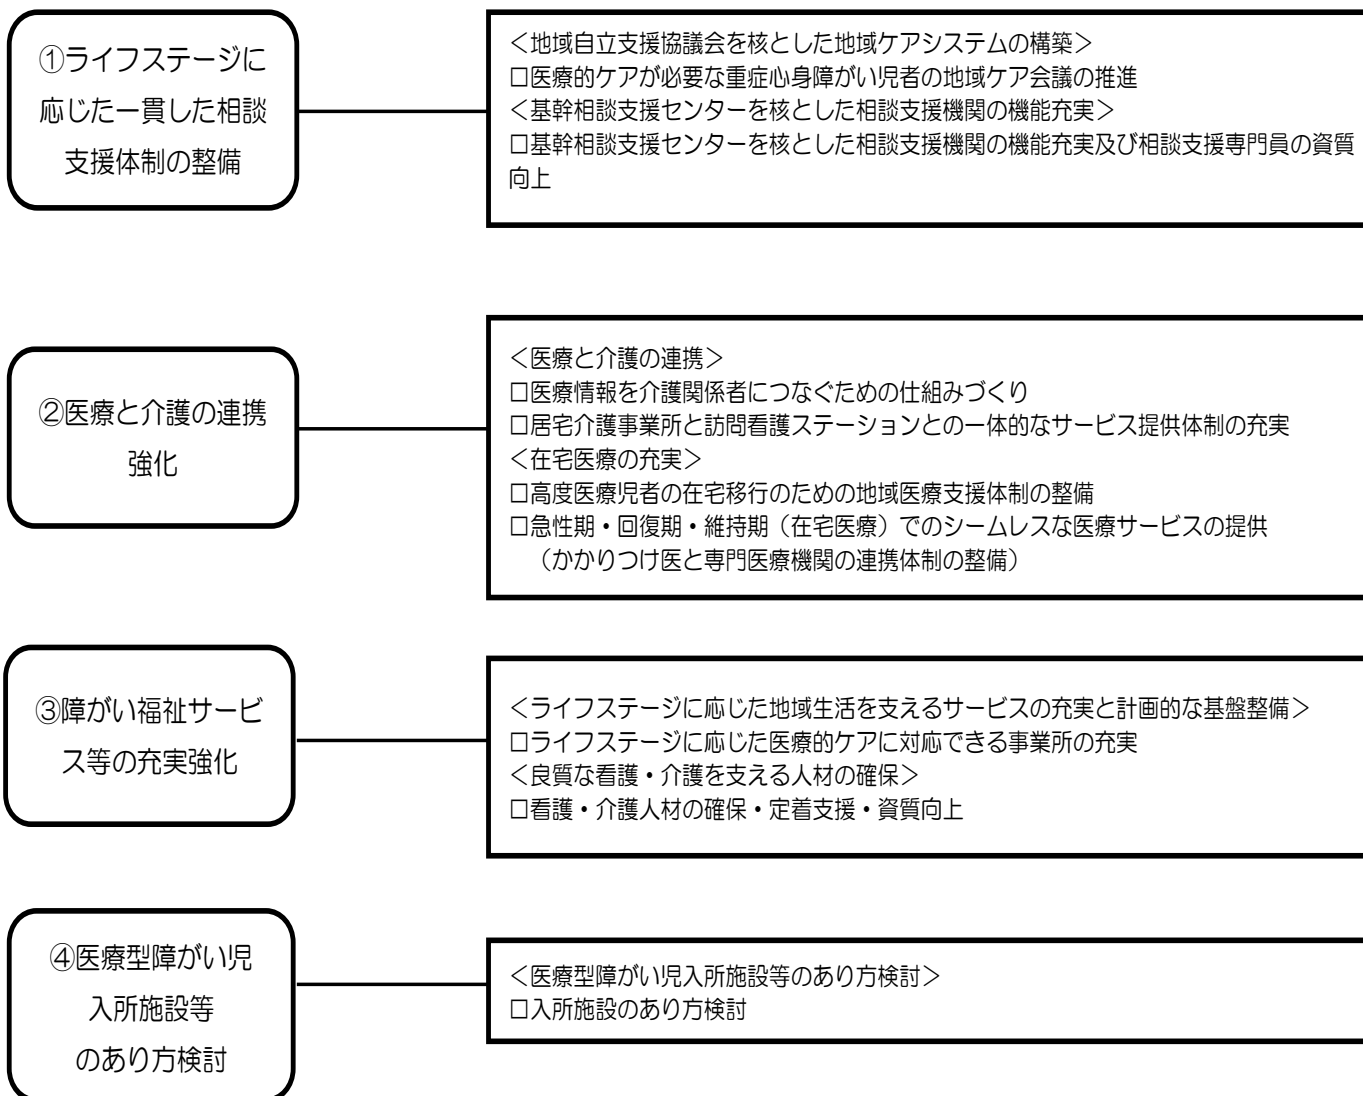 ①ライフステージに
応じた一貫した相談
支援体制の整備
＜地域自立支援協議会を核とした地域ケアシステムの構築＞
□医療的ケアが必要な重症心身障がい児者の地域ケア会議の推進
＜基幹相談支援センターを核とした相談支援機関の機能充実＞
□基幹相談支援センターを核とした相談支援機関の機能充実及び相談支援専門員の資質
向上
②医療と介護の連携
強化
＜医療と介護の連携＞
□医療情報を介護関係者につなぐための仕組みづくり
□居宅介護事業所と訪問看護ステーションとの一体的なサービス提供体制の充実
＜在宅医療の充実＞
□高度医療児者の在宅移行のための地域医療支援体制の整備
□急性期・回復期・維持期（在宅医療）でのシームレスな医療サービスの提供
（かかりつけ医と専門医療機関の連携体制の整備）
③障がい福祉サービ
ス等の充実強化
＜ライフステージに応じた地域生活を支えるサービスの充実と計画的な基盤整備＞
□ライフステージに応じた医療的ケアに対応できる事業所の充実
＜良質な看護・介護を支える人材の確保＞
□看護・介護人材の確保・定着支援・資質向上
④医療型障がい児
入所施設等
のあり方検討
＜医療型障がい児入所施設等のあり方検討＞
□入所施設のあり方検討